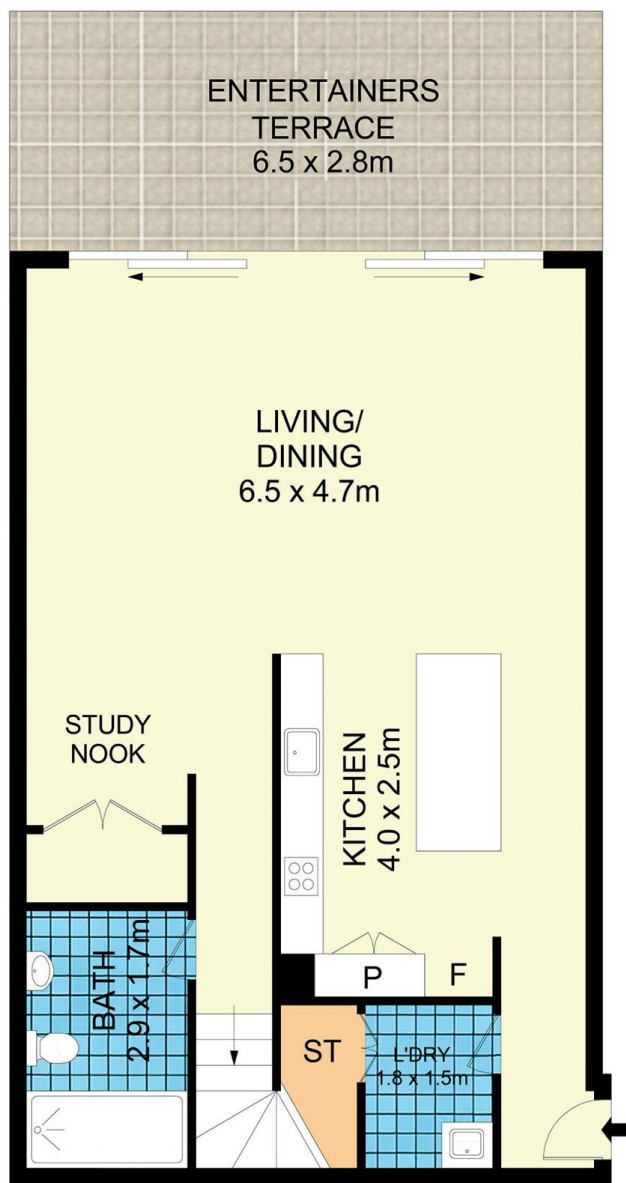 ENTERTAINERS
TERRACE
6.5 x 2.8m
LIVING/
DINING
6.5 x 4.7m
STUDY
NOOK
KITCHEN
4.0 x 2.5m
P
F
BATH
2.9 x 1.7m
ST
L'DRY
1.8 x 1.5m